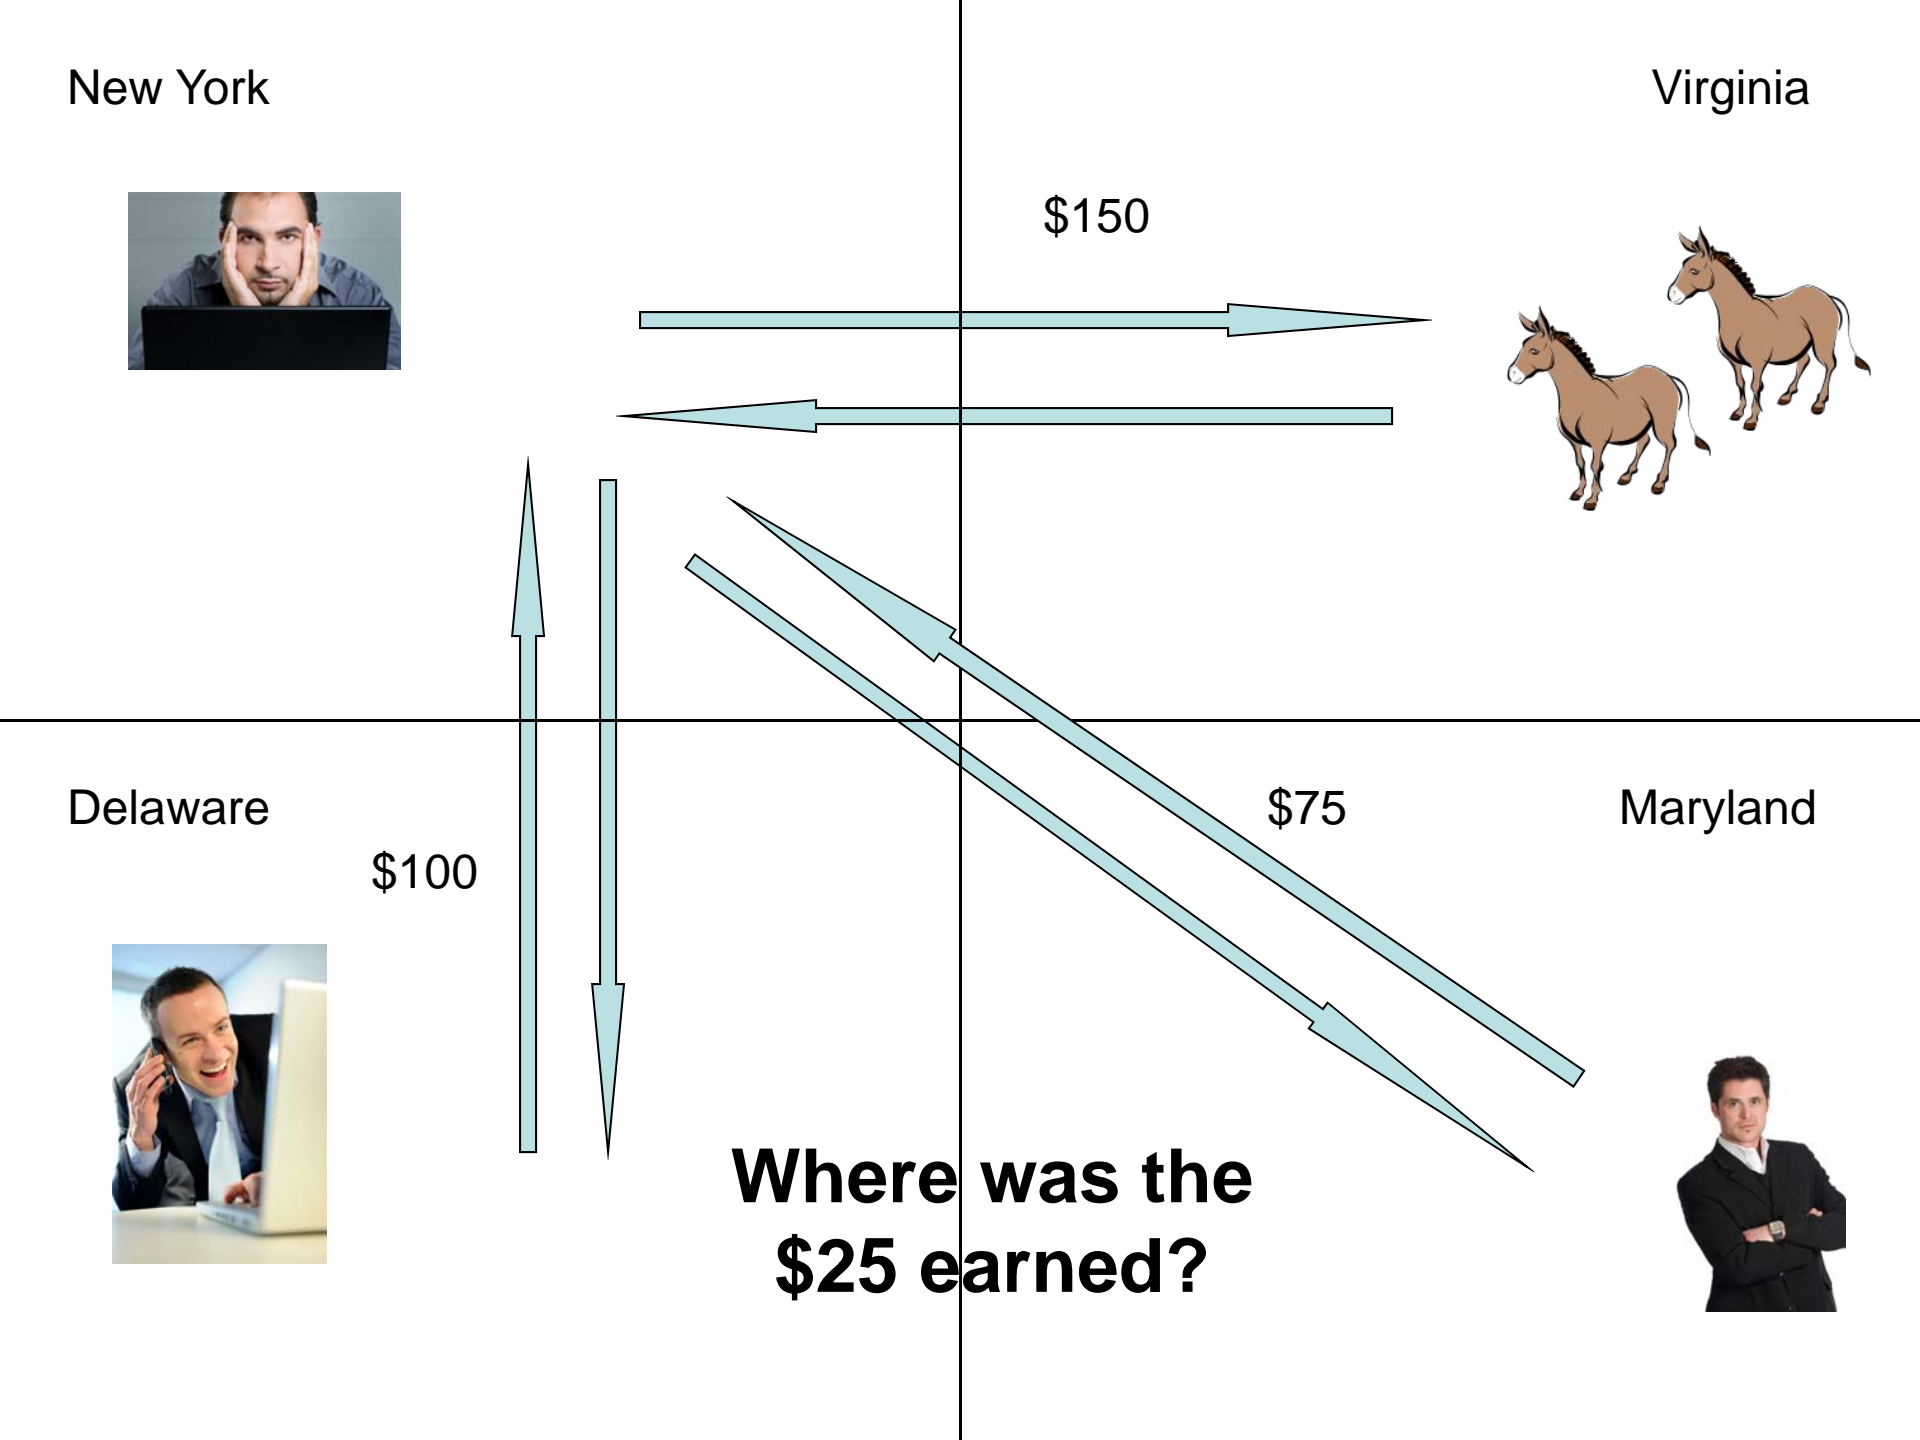 New York
Virginia
$150
Delaware
$75
Maryland
$100
Where was the
$25 earned?